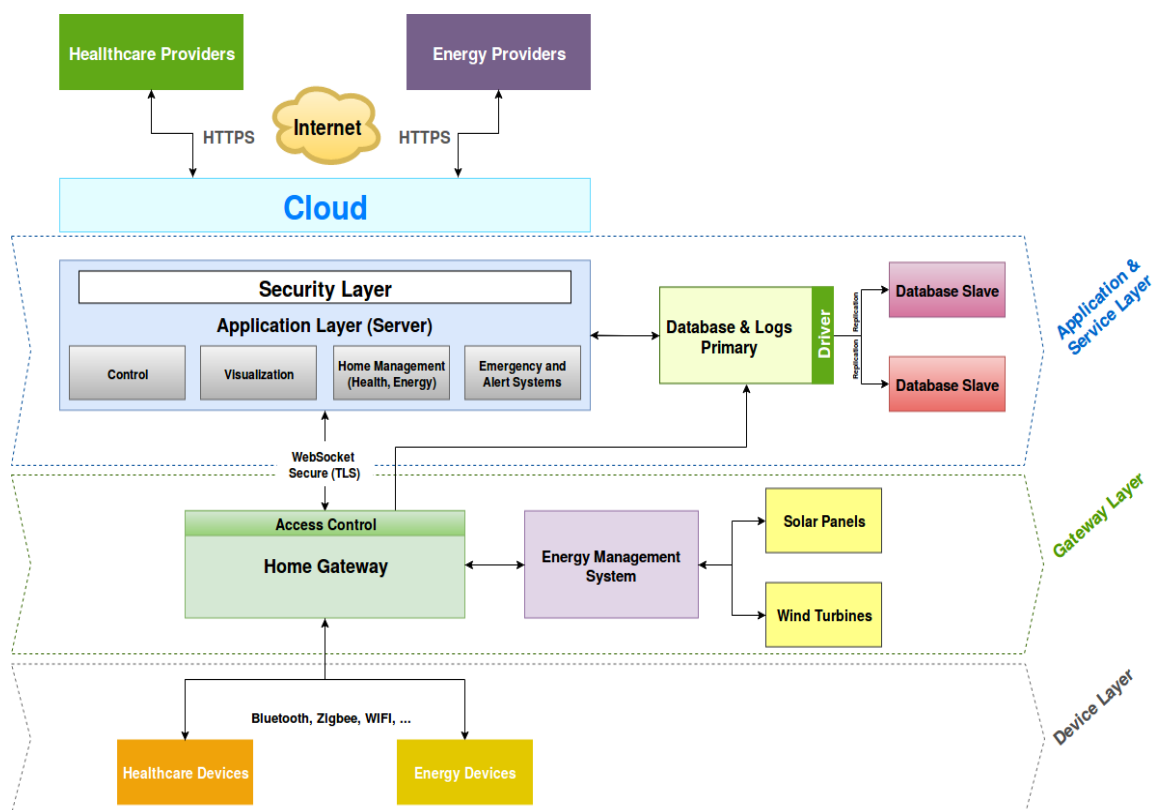 Heallthcare Providers
Energy Providers
HTTPS
Internet
HTTPS
Cloud
Security Layer
Application Layer (Server)
Control
Visualization
Home Management
(Health, Energy)
Emergency and
Alert Systems
Database & Logs
Primary
Driver
Replication
Replication
Database Slave
Database Slave
Application &
Service Layer
WebSocket
Secure (TLS)
Access Control
Home Gateway
Energy Management
System
Solar Panels
Wind Turbines
Gateway Layer
Bluetooth, Zigbee, WIFI, ...
Healthcare Devices
Energy Devices
Device Layer